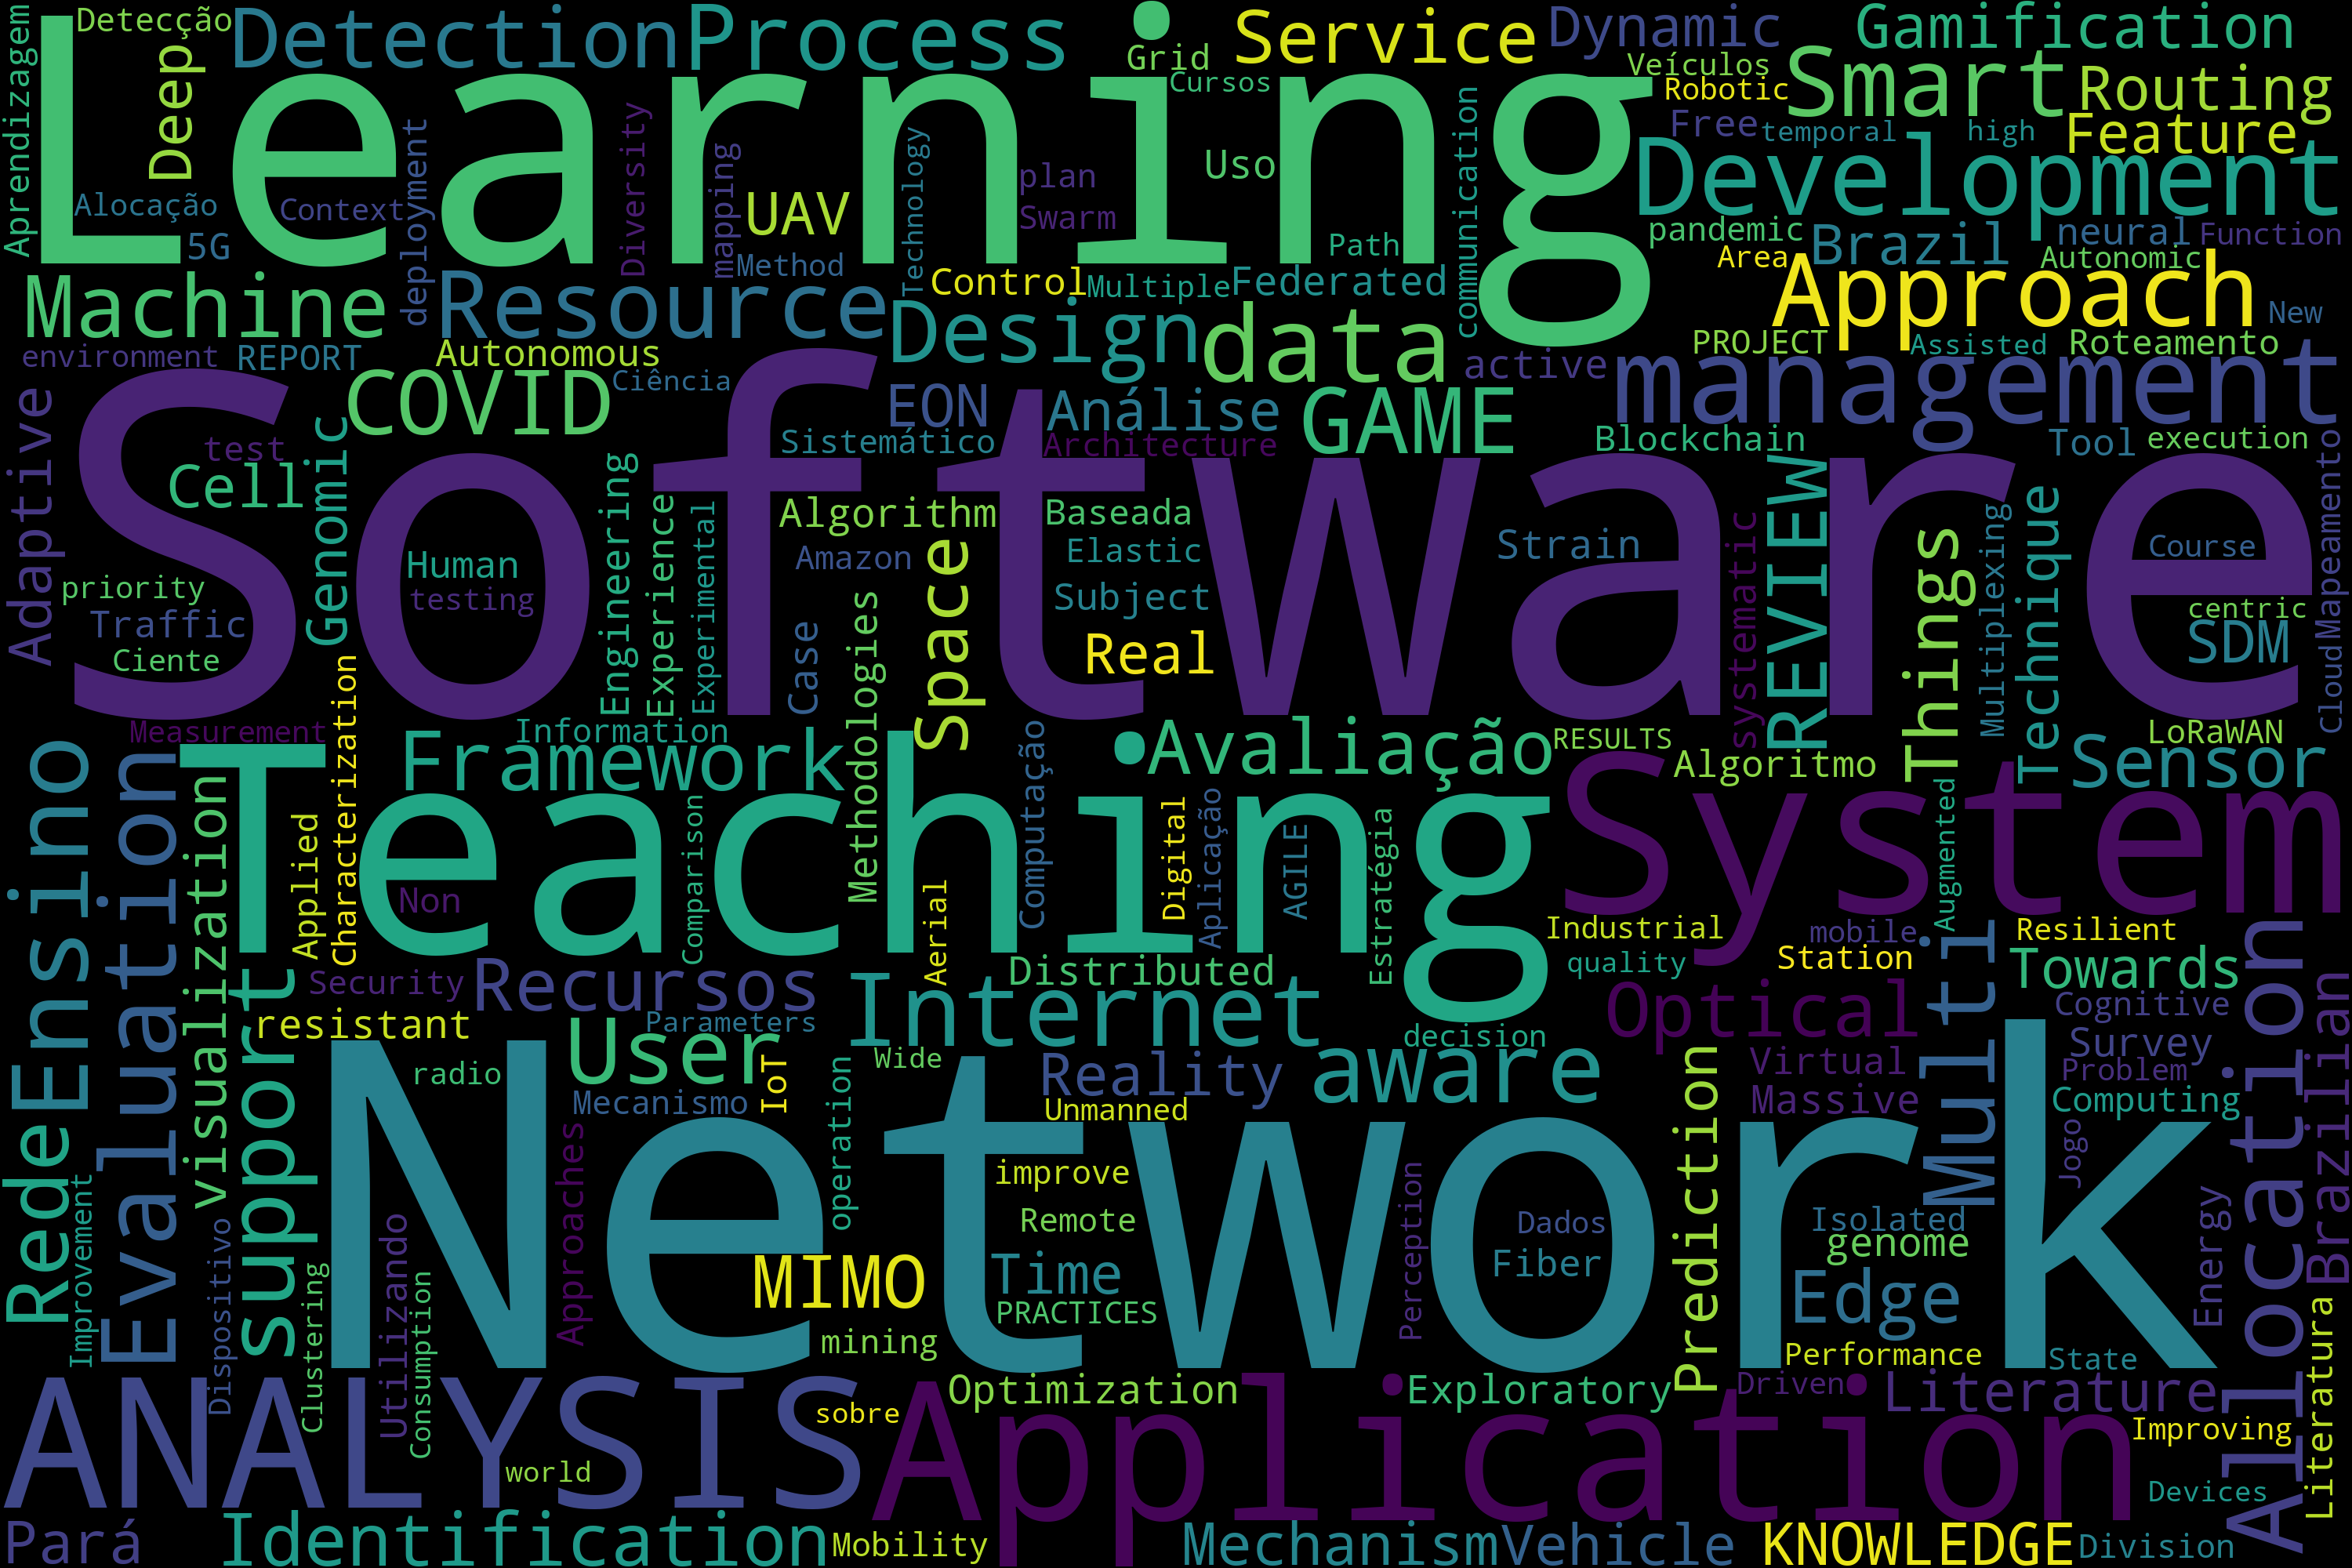 Aprendizagem
Detecção
Detection
Process
Grid
Service
Dynamic
Gamification
Learning
Deep
Cursos
Veículos
Robotic
Smart
Routing
Free
temporal
high
Feature
Development
Alocação
Context
deployment
Diversity
mapping
UAV
Technology
plan
Swarm
Uso
Path
communication
pandemic
Brazil
neural
Function
5G
Method
Area
Autonomic
Machine
Resource
Control
Multiple
Federated
Approach
New
Design
data
environment
REPORT
Autonomous
Ciência
active
PROJECT
Assisted
Roteamento
management
COVID
EON
Análise
GAME
Adaptive
test
Sistemático
Architecture
Blockchain
Tool
execution
Software
Cell
Genomic
Engineering
Experience
Experimental
Algorithm
Baseada
Strain
systematic
REVIEW
Things
Multiplexing
Technique
Course
Mapeamento
Human
testing
Amazon
Elastic
Subject
Space
priority
Traffic
Ciente
centric
SDM
Cloud
Case
Methodologies
Real
Measurement
Characterization
Information
Framework
Computação
Avaliação
RESULTS
Algoritmo
LoRaWAN
Sensor
Ensino
Evaluation
visualization
Teaching
System
Applied
Comparison
Digital
Aplicação
AGILE
Estratégia
Augmented
Non
Aerial
Industrial
mobile
Resilient
quality
Station
Towards
Security
Recursos
Internet
Distributed
Optical
Multi
Allocation
Brazilian
support
resistant
User
Parameters
decision
Cognitive
Survey
Rede
radio
Mecanismo
IoT
operation
Wide
Reality
aware
Virtual
Massive
Problem
Computing
Unmanned
Network
Approaches
Prediction
Jogo
Improvement
Dispositivo
Clustering
Utilizando
Consumption
improve
Remote
Perception
Dados
Isolated
genome
Energy
MIMO
Time
Fiber
Edge
PRACTICES
mining
Performance
State
Literatura
ANALYSIS
sobre
Optimization
Exploratory
Driven
Literature
Application
Improving
world
Devices
Pará
Identification
Mobility
Mechanism
Vehicle
KNOWLEDGE
Division